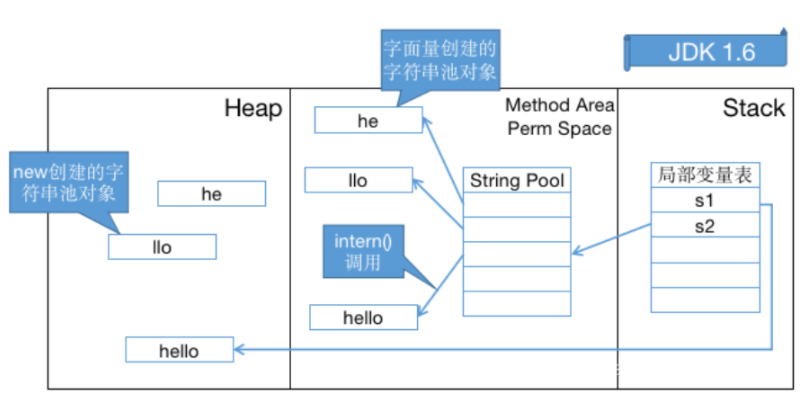 字面量创建的
字符串池对象
JDK 1.6
Heap
Method Area
Perm Space
Stack
he
new创建的字
符串池对象
he
llo
String Pool
局部变量表
s1
s2
llo
intern()
调用
hello
hello